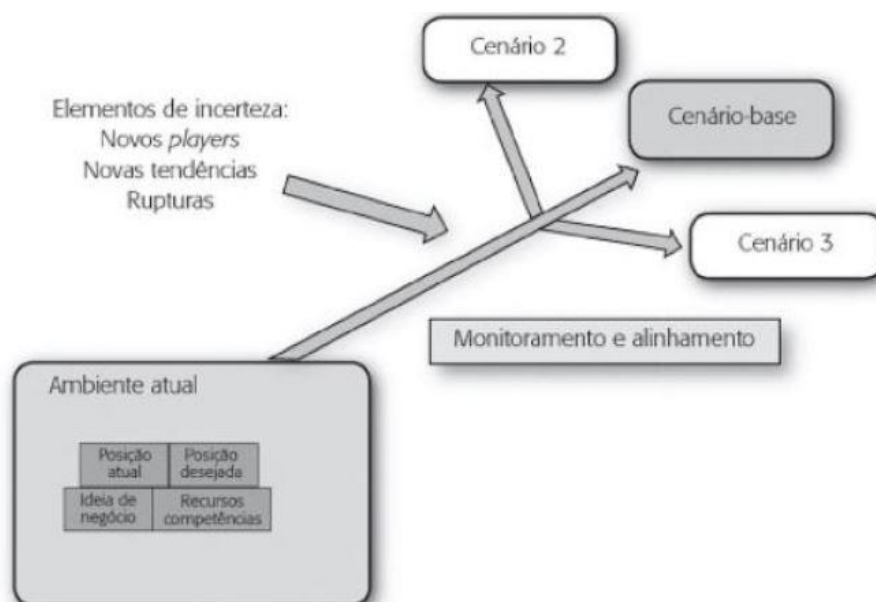 Cenário 2
Elementos de incerteza:
Novos players
Novas tendências
Rupturas
Cenário-base
Cenário 3
Monitoramento e alinhamento
Ambiente atual
Posição
atual
Posição
desejada
Ideia de
negócio
Recursos
competências